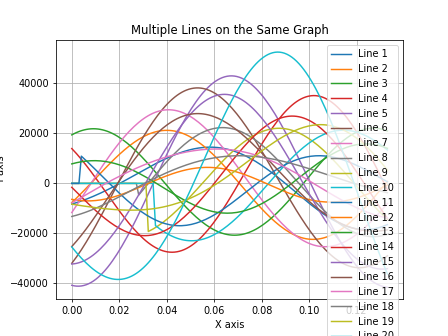 Multiple Lines on the Same Graph
40000
20000
0
−20000
−40000
axis
0.00
0.02
0.04
0.06
0.08
0.10
X axis
Line 1
Line 2
Line 3
Line 4
Line 5
Line 6
Line 7
Line 8
Line 9
Line 10
Line 11
Line 12
Line 13
Line 14
Line 15
Line 16
Line 17
Line 18
Line 19
Line 20